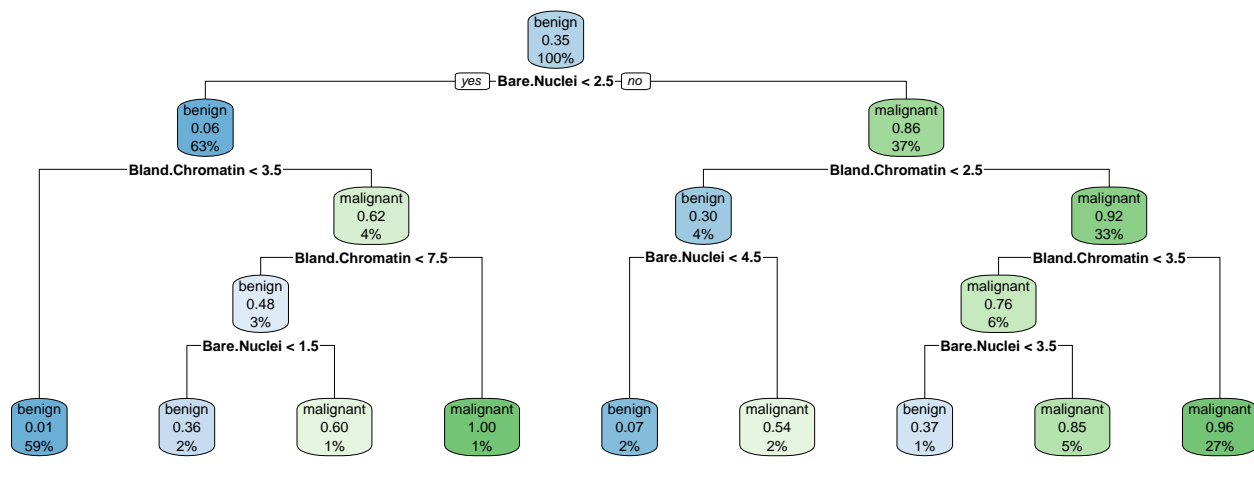 benign
0.35
100%
yes Bare.Nuclei < 2.5 no
benign
0.06
63%
malignant
0.86
37%
Bland.Chromatin < 3.5
Bland.Chromatin < 2.5
malignant
0.62
4%
benign
0.30
4%
malignant
0.92
33%
Bland.Chromatin < 7.5
Bare.Nuclei < 4.5
Bland.Chromatin < 3.5
benign
0.48
3%
malignant
0.76
6%
Bare.Nuclei < 1.5
Bare.Nuclei < 3.5
benign
0.01
59%
benign
0.36
2%
malignant
0.60
1%
malignant
1.00
1%
benign
0.07
2%
malignant
0.54
2%
benign
0.37
1%
malignant
0.85
5%
malignant
0.96
27%